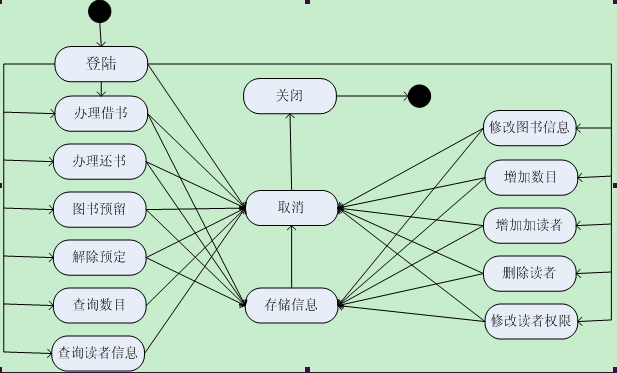 登陆
办理借书
办理还书
图书预留
解除预定
查询数目
查询读者信息
关闭
取消
存储信息
修改图书信息
增加数目
增加加读者
删除读者
修改读者权限